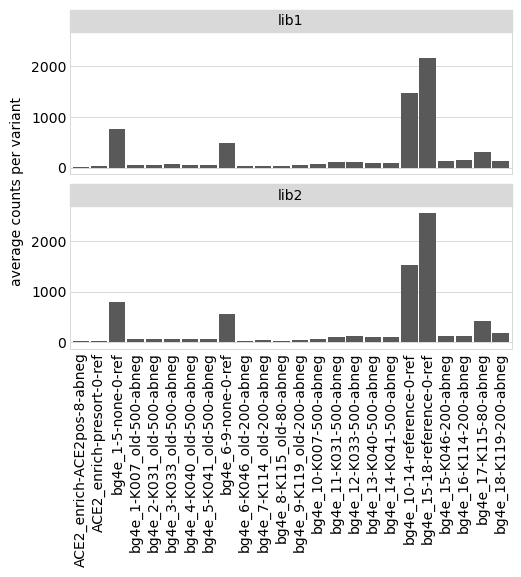 lib1
2000
1000
0
lib2
2000
1000
0
average counts per variant
ACE2_enrich-ACE2pos-8-abneg
ACE2_enrich-presort-0-ref
bg4e_1-5-none-0-ref
bg4e_1-K007_old-500-abneg
bg4e_2-K031_old-500-abneg
bg4e_3-K033_old-500-abneg
bg4e_4-K040_old-500-abneg
bg4e_5-K041_old-500-abneg
bg4e_6-9-none-0-ref
bg4e_6-K046_old-200-abneg
bg4e_7-K114_old-200-abneg
bg4e_8-K115_old-80-abneg
bg4e_9-K119_old-200-abneg
bg4e_10-K007-500-abneg
bg4e_11-K031-500-abneg
bg4e_12-K033-500-abneg
bg4e_13-K040-500-abneg
bg4e_14-K041-500-abneg
bg4e_10-14-reference-0-ref
bg4e_15-18-reference-0-ref
bg4e_15-K046-200-abneg
bg4e_16-K114-200-abneg
bg4e_17-K115-80-abneg
bg4e_18-K119-200-abneg